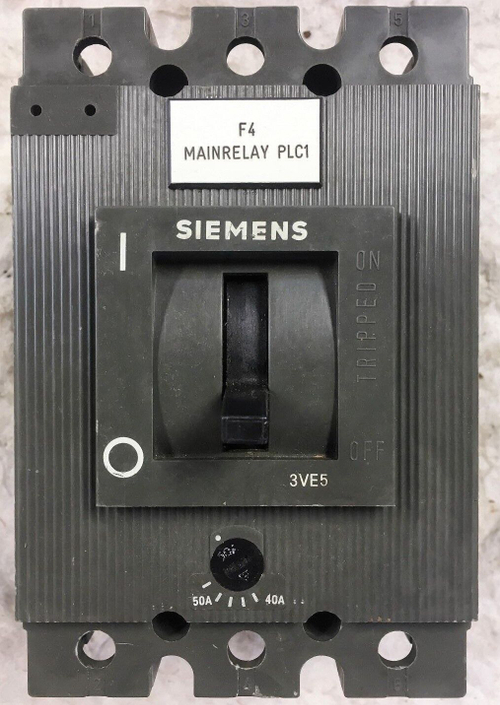 1 3 5
F4
MAINRELAY PLC1
SIEMENS
I
ON
TRIPPED
OFF
O
3VE5
50A 40A